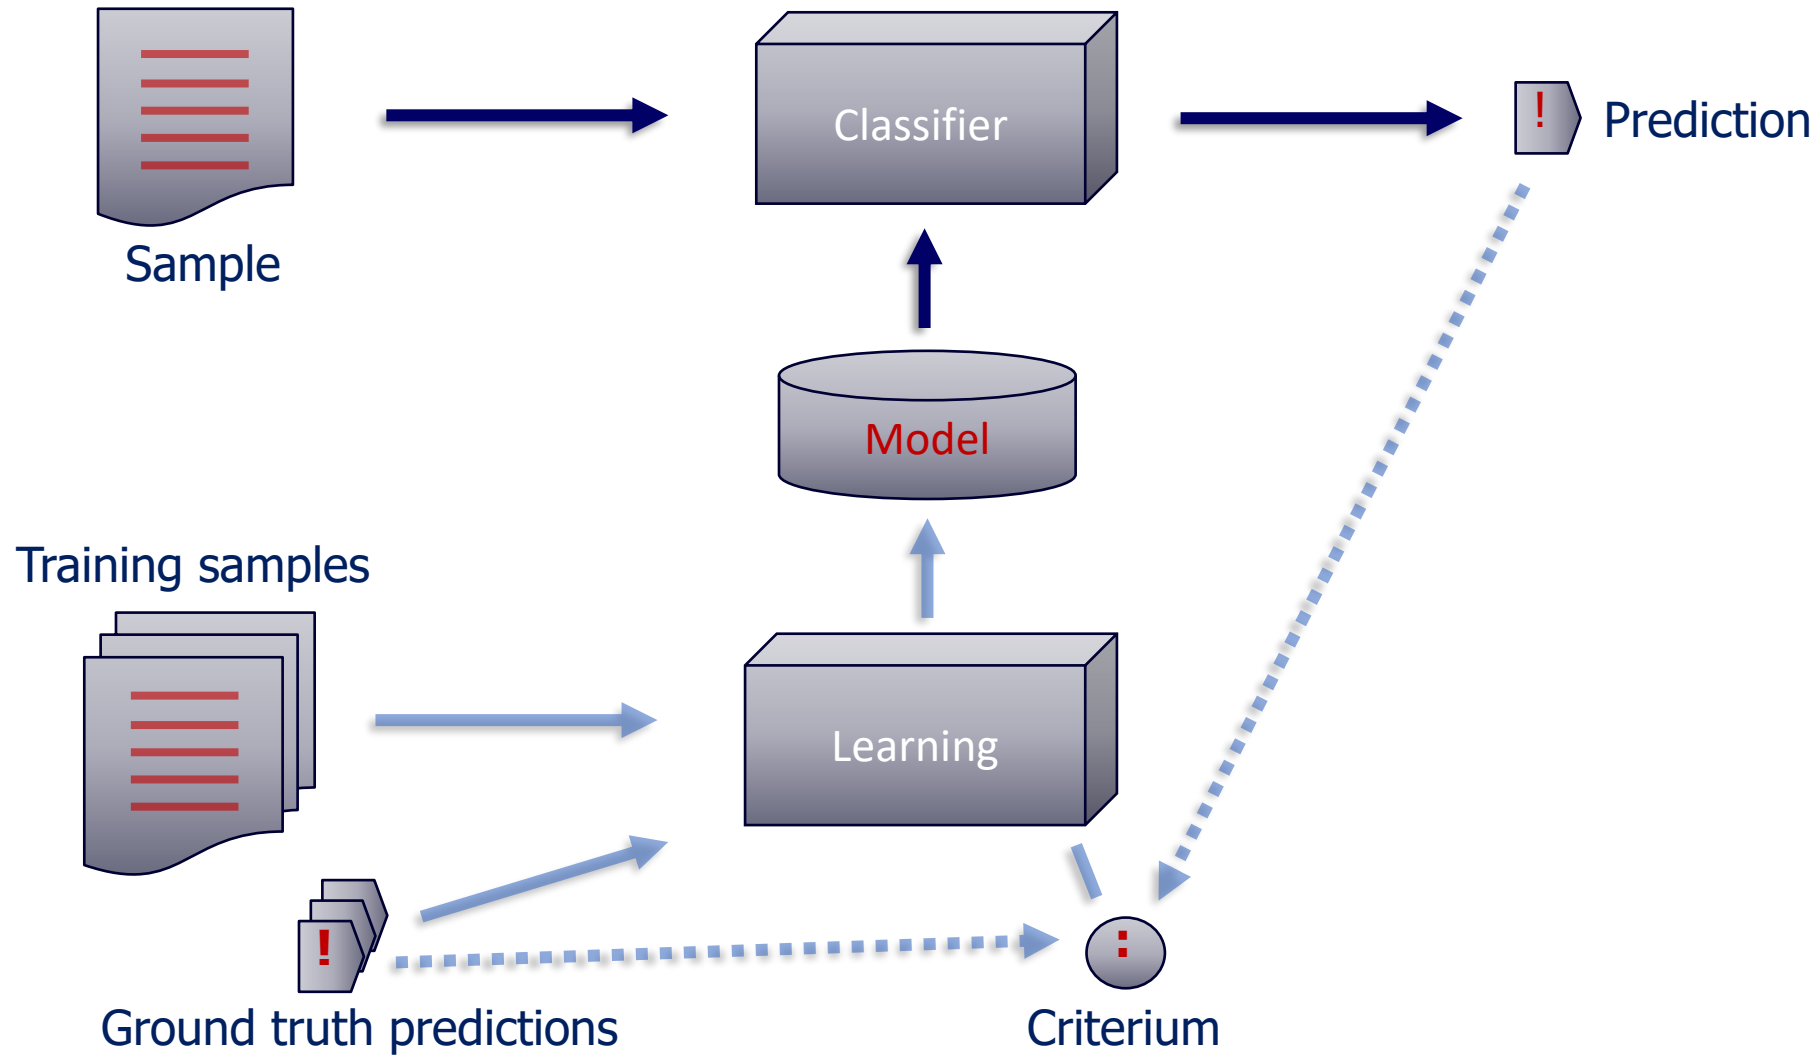 Classifier
!
Prediction
Sample
Model
Training samples
Learning
!
:
Ground truth predictions
Criterium